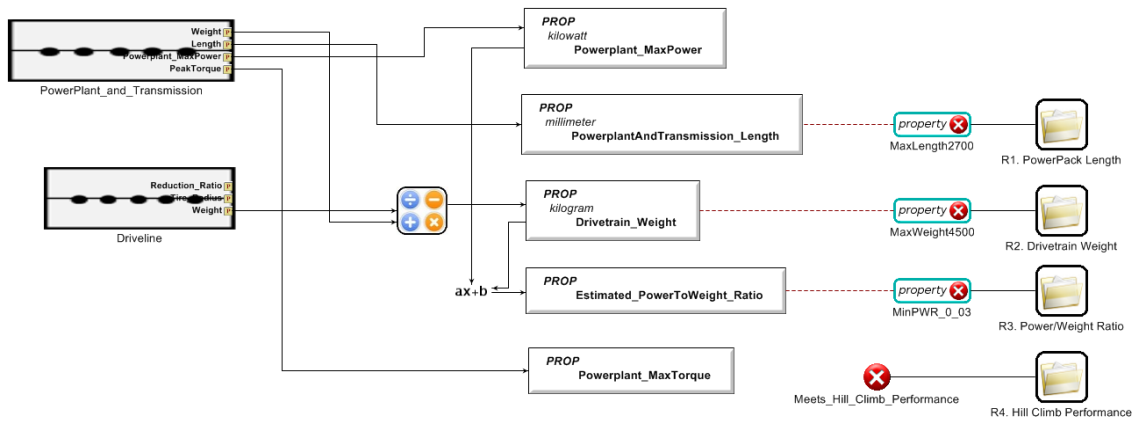 Weight
Length
Powerplant_MaxPower
PeakTorque
PowerPlant_and_Transmission
P
P
P
P
PROP
kilowatt
Powerplant_MaxPower
PROP
millimeter
PowerplantAndTransmission_Length
property
MaxLength2700
R1. PowerPack Length
Reduction_Ratio
Tire_Radius
Weight
P
P
P
Driveline
÷ −
+ ×
PROP
kilogram
Drivetrain_Weight
property
MaxWeight4500
R2. Drivetrain Weight
ax+b
PROP
Estimated_PowerToWeight_Ratio
property
MinPWR_0_03
R3. Power/Weight Ratio
PROP
Powerplant_MaxTorque
Meets_Hill_Climb_Performance
R4. Hill Climb Performance